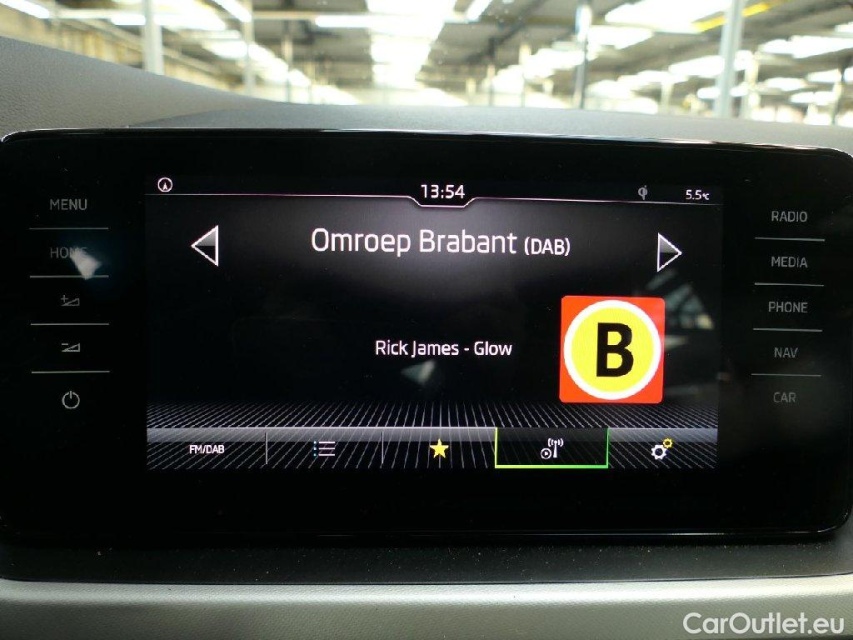 MENU
HOME
13:54
5.5°C
Omroep Brabant (DAB)
Rick James - Glow
B
FM/DAB
RADIO
MEDIA
PHONE
NAV
CAR
CarOutlet.eu